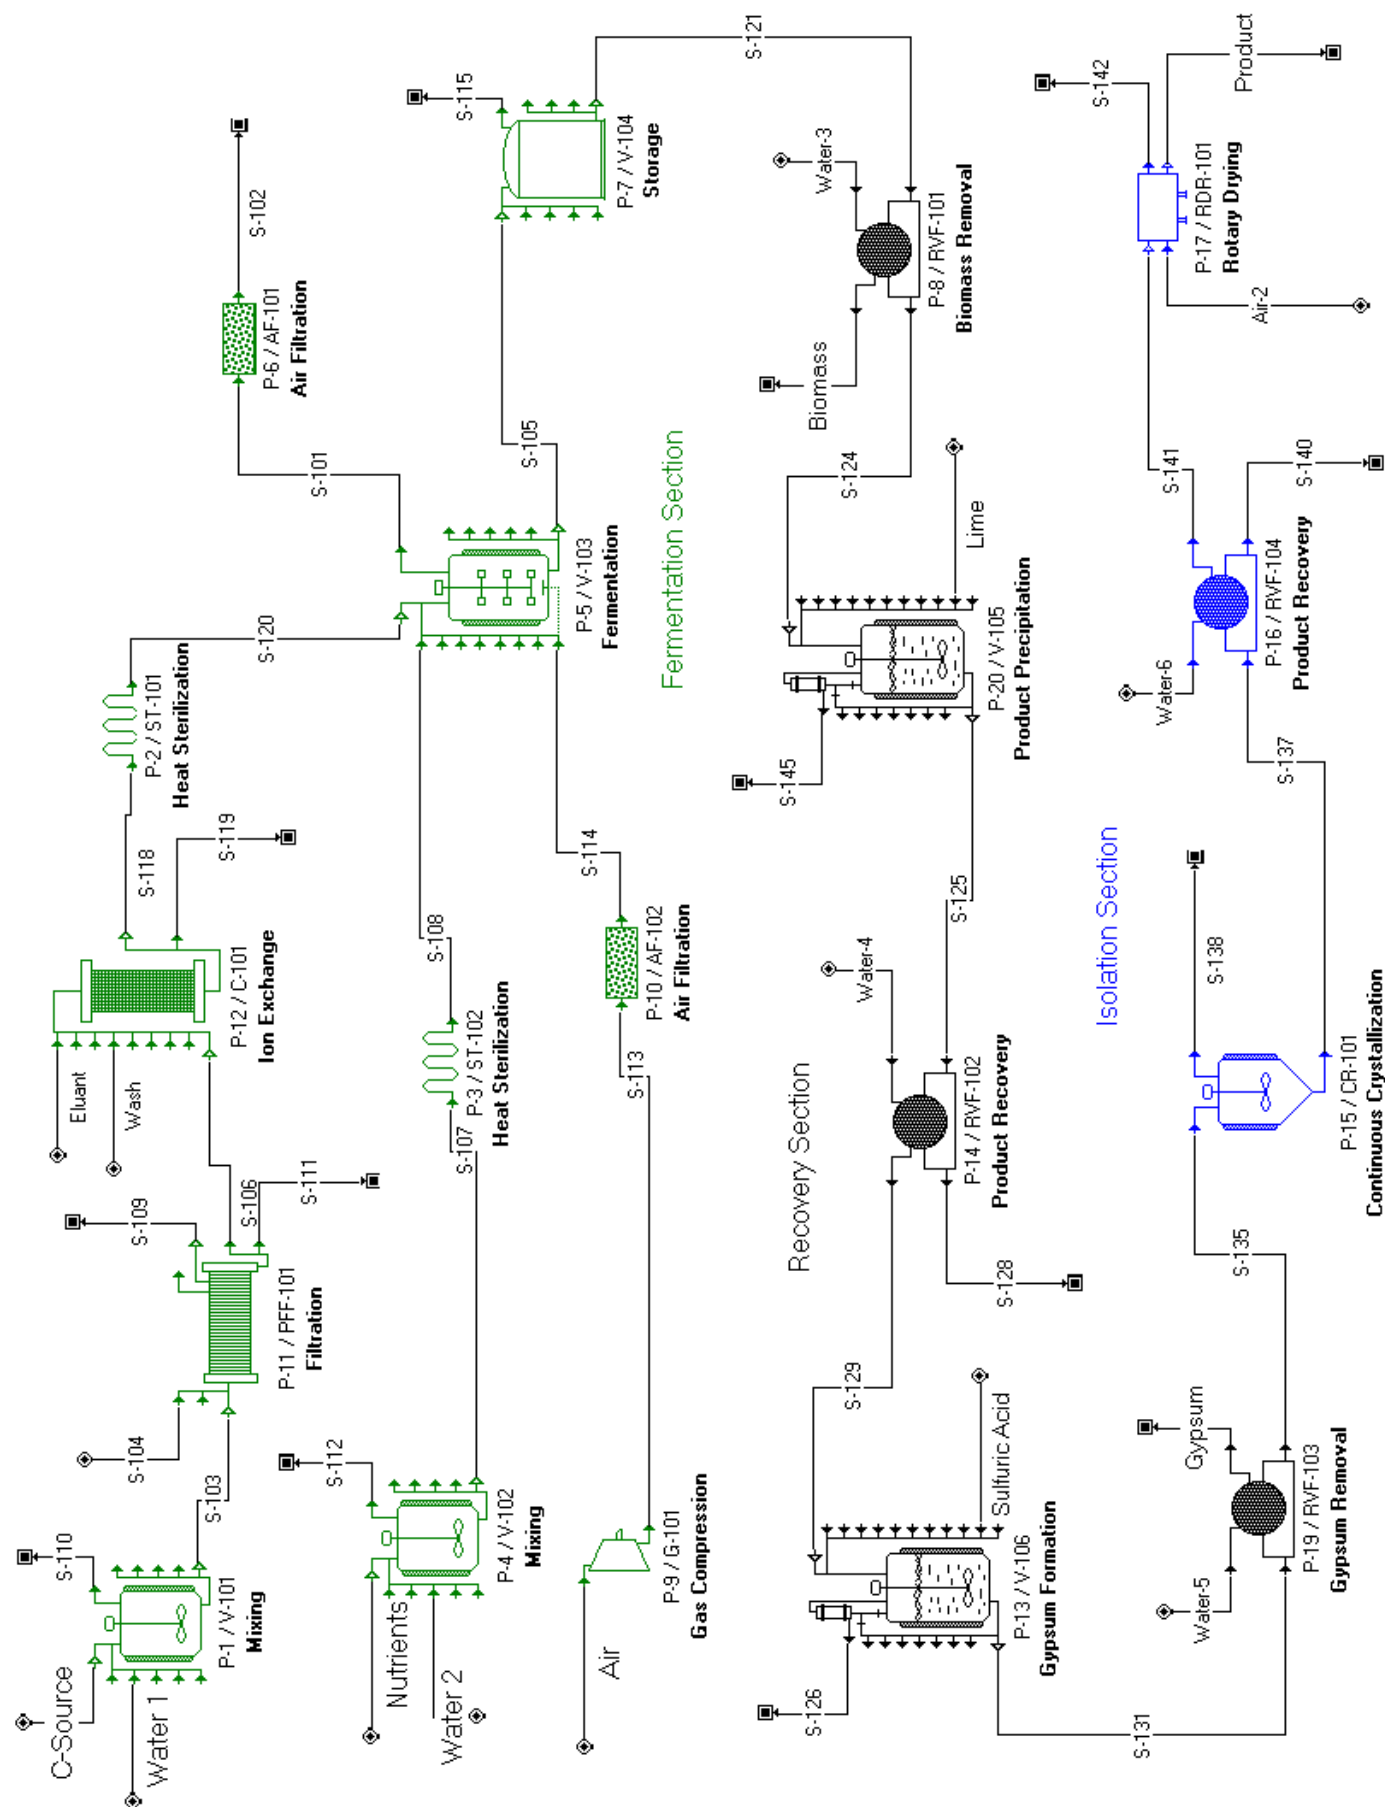 C-Source
Water 1
S-110
P-1 / V-101
Mixing
S-103
S-104
S-109
P-11 / PFF-101
Filtration
S-106
S-111
Eluant
Wash
P-12 / C-101
Ion Exchange
S-118
S-119
P-2 / ST-101
Heat Sterilization
S-120
S-101
P-6 / AF-101
Air Filtration
S-102
Nutrients
Water 2
S-112
P-4 / V-102
Mixing
S-107
P-3 / ST-102
Heat Sterilization
S-108
P-5 / V-103
Fermentation
S-105
P-7 / V-104
Storage
S-115
S-121
Air
P-9 / G-101
Gas Compression
S-113
P-10 / AF-102
Air Filtration
S-114
Fermentation Section
Water-3
P-8 / RVF-101
Biomass Removal
Biomass
S-124
Lime
P-20 / V-105
Product Precipitation
S-145
S-125
Water-4
P-14 / RVF-102
Product Recovery
Recovery Section
S-128
S-129
Sulfuric Acid
P-13 / V-106
Gypsum Formation
S-126
S-131
Water-5
Gypsum
P-19 / RVF-103
Gypsum Removal
S-135
Isolation Section
S-138
P-15 / CR-101
Continuous Crystallization
S-137
Water-6
P-16 / RVF-104
Product Recovery
S-140
S-141
Air-2
P-17 / RDR-101
Rotary Drying
S-142
Product